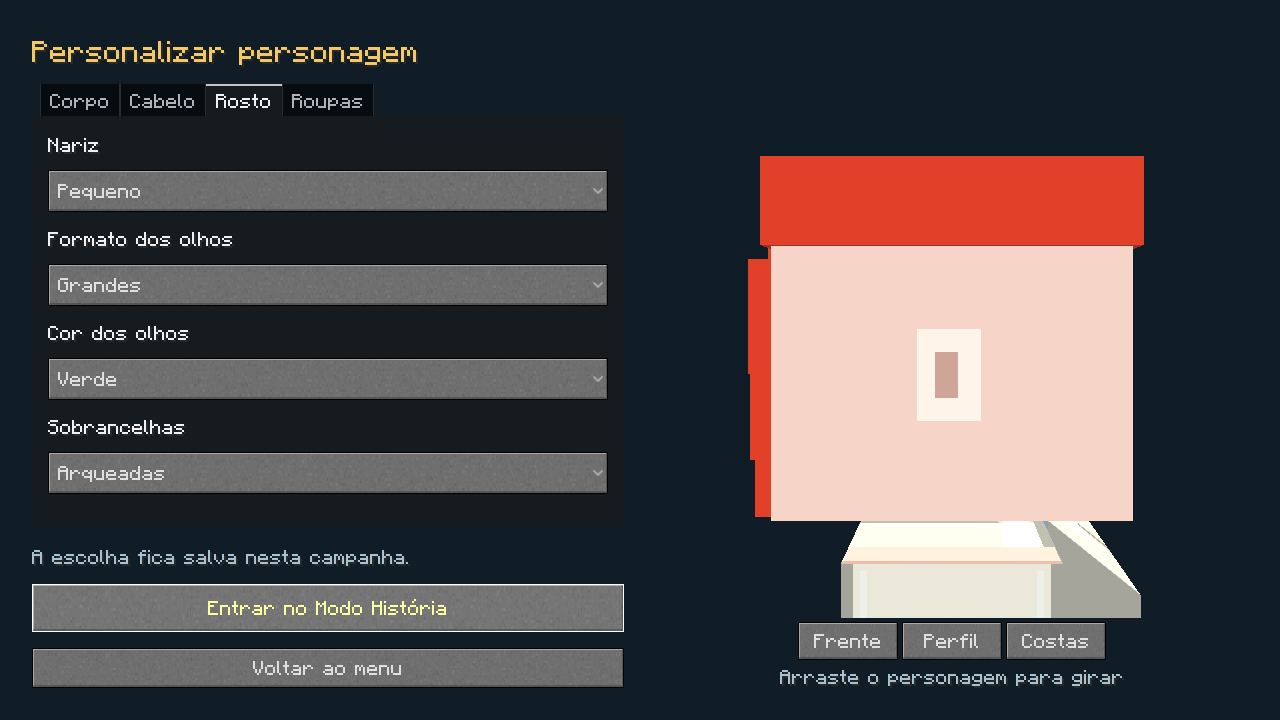 Personalizar personagem
Corpo Cabelo Rosto Roupas
Nariz
Pequeno
Formato dos olhos
Grandes
Cor dos olhos
Verde
Sobrancelhas
Arqueadas
A escolha fica salva nesta campanha.
Entrar no Modo História
Voltar ao menu
Frente Perfil Costas
Arraste o personagem para girar